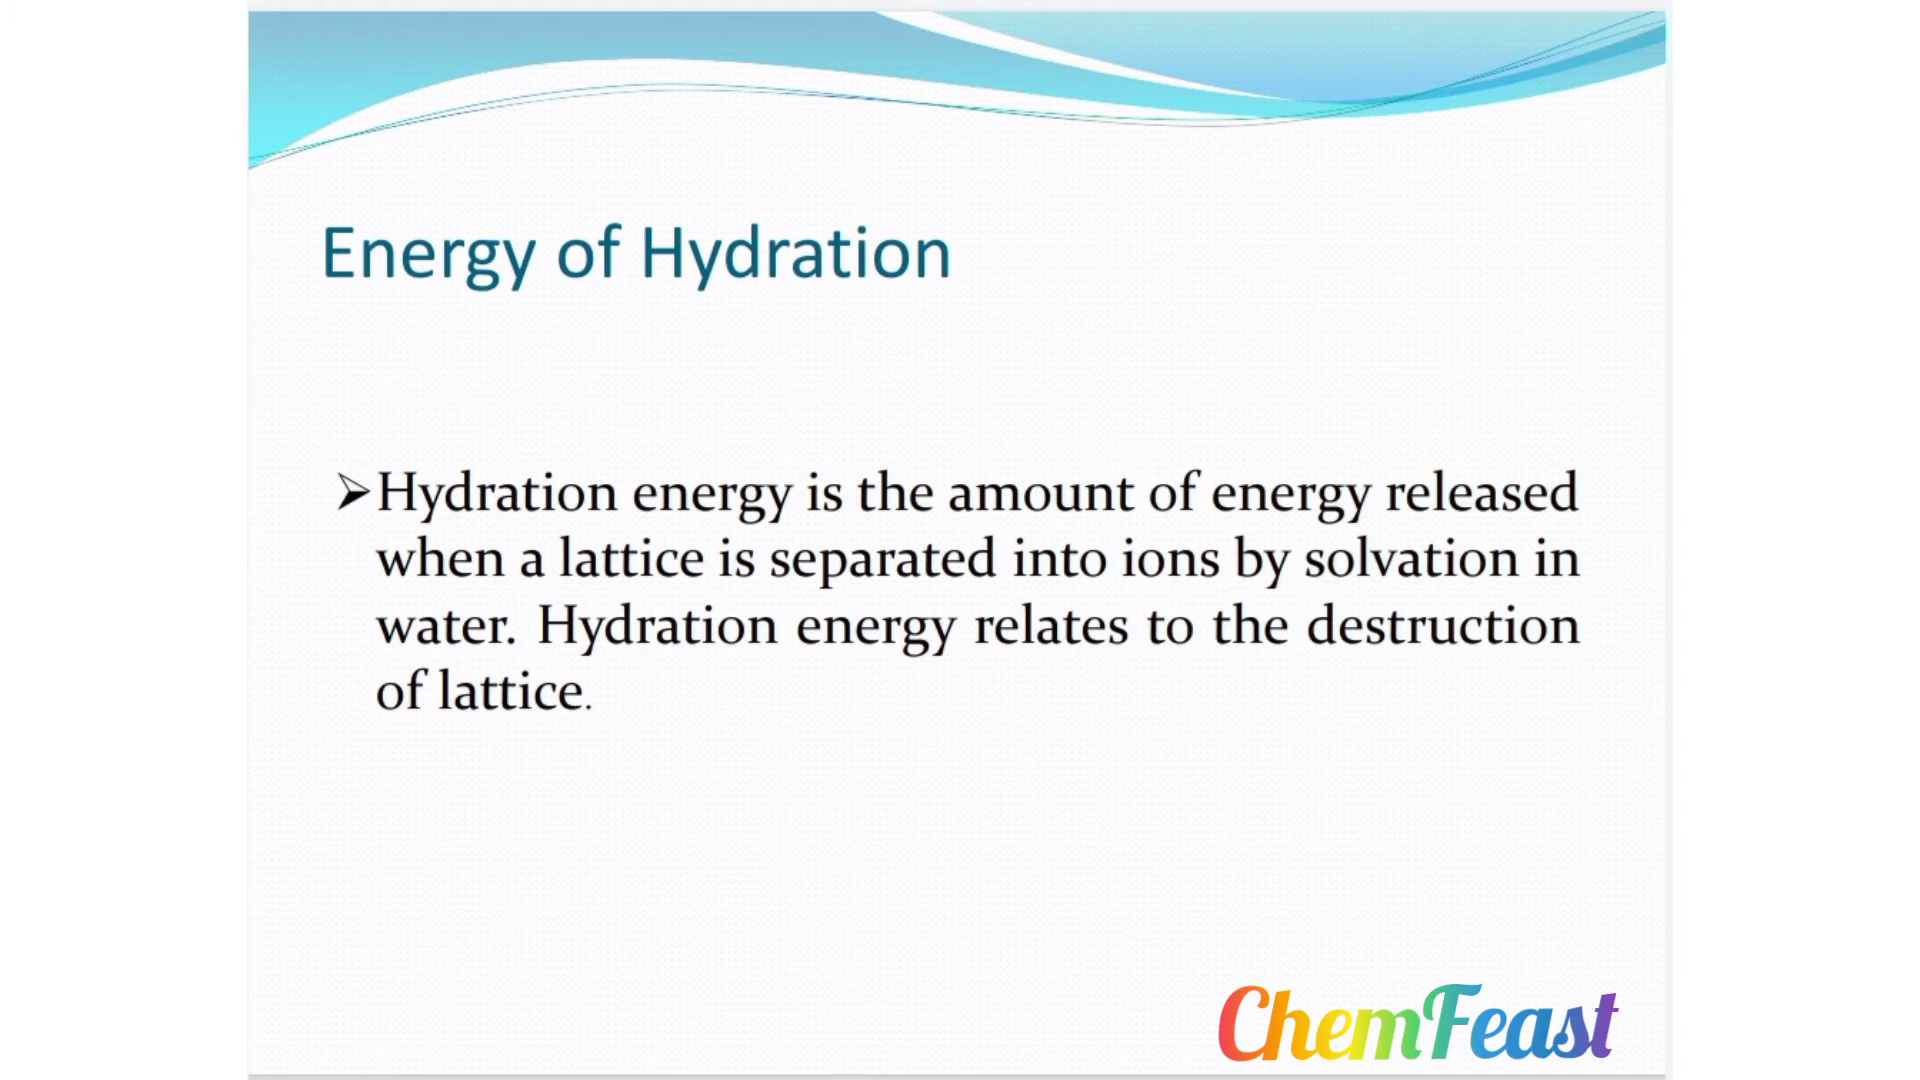 Energy of Hydration
➢Hydration energy is the amount of energy released
when a lattice is separated into ions by solvation in
water. Hydration energy relates to the destruction
of lattice.
ChemFeast